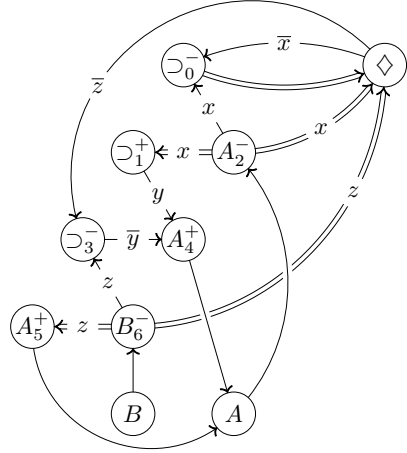 x̅
⊃₀⁻ ♢
z̅
x
x
⊃₁⁺ x A₂⁻
y
z
⊃₃⁻ y̅ A₄⁺
z
A₅⁺ z B₆⁻
B A